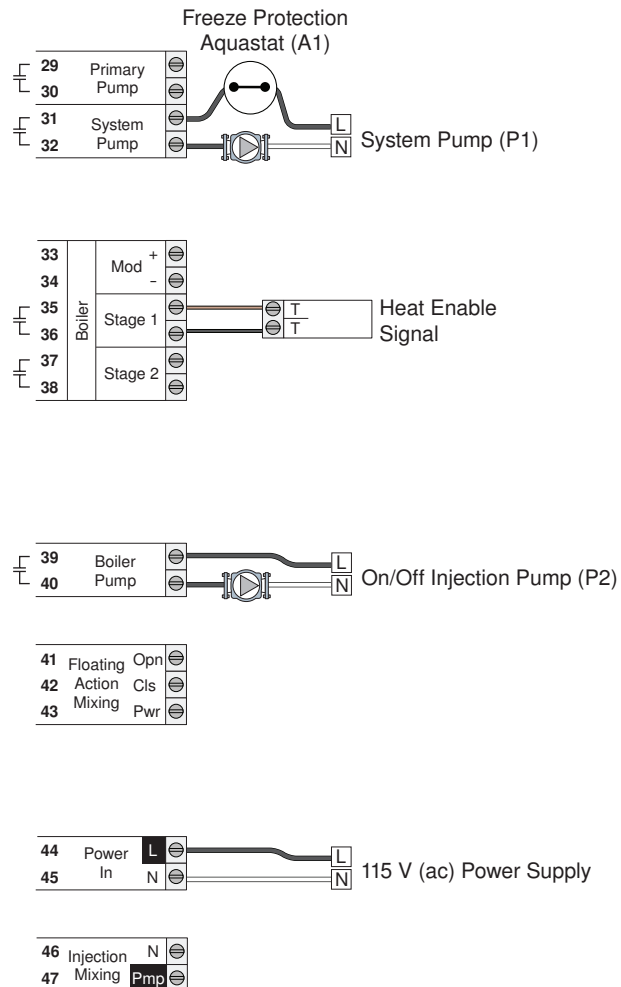 Freeze Protection
Aquastat (A1)
29 Primary
30 Pump
31 System
32 Pump
L
N
System Pump (P1)
33 Mod +
34 -
35 Stage 1
36
37 Stage 2
38
Boiler
T
T
Heat Enable
Signal
39 Boiler
40 Pump
L
N
On/Off Injection Pump (P2)
41 Floating Opn
42 Action Cls
43 Mixing Pwr
44 Power L
45 In N
L
N
115 V (ac) Power Supply
46 Injection N
47 Mixing Pmp